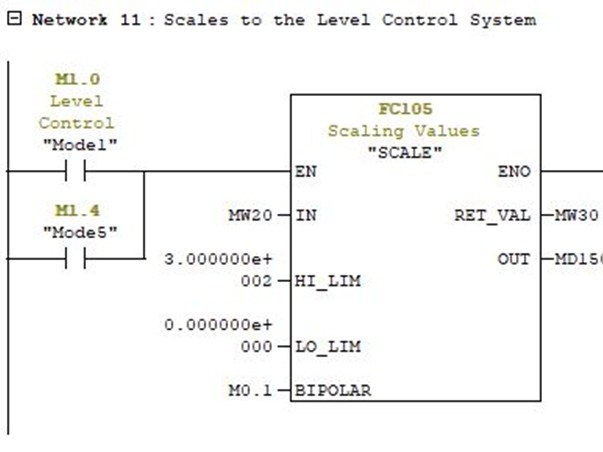 Network 11 : Scales to the Level Control System
M1.0
Level
Control
"Mode1"
M1.4
"Mode5"
FC105
Scaling Values
"SCALE"
EN
ENO
MW20
IN
RET_VAL
MW30
3.000000e+
002
HI_LIM
OUT
0.000000e+
000
LO_LIM
M0.1
BIPOLAR